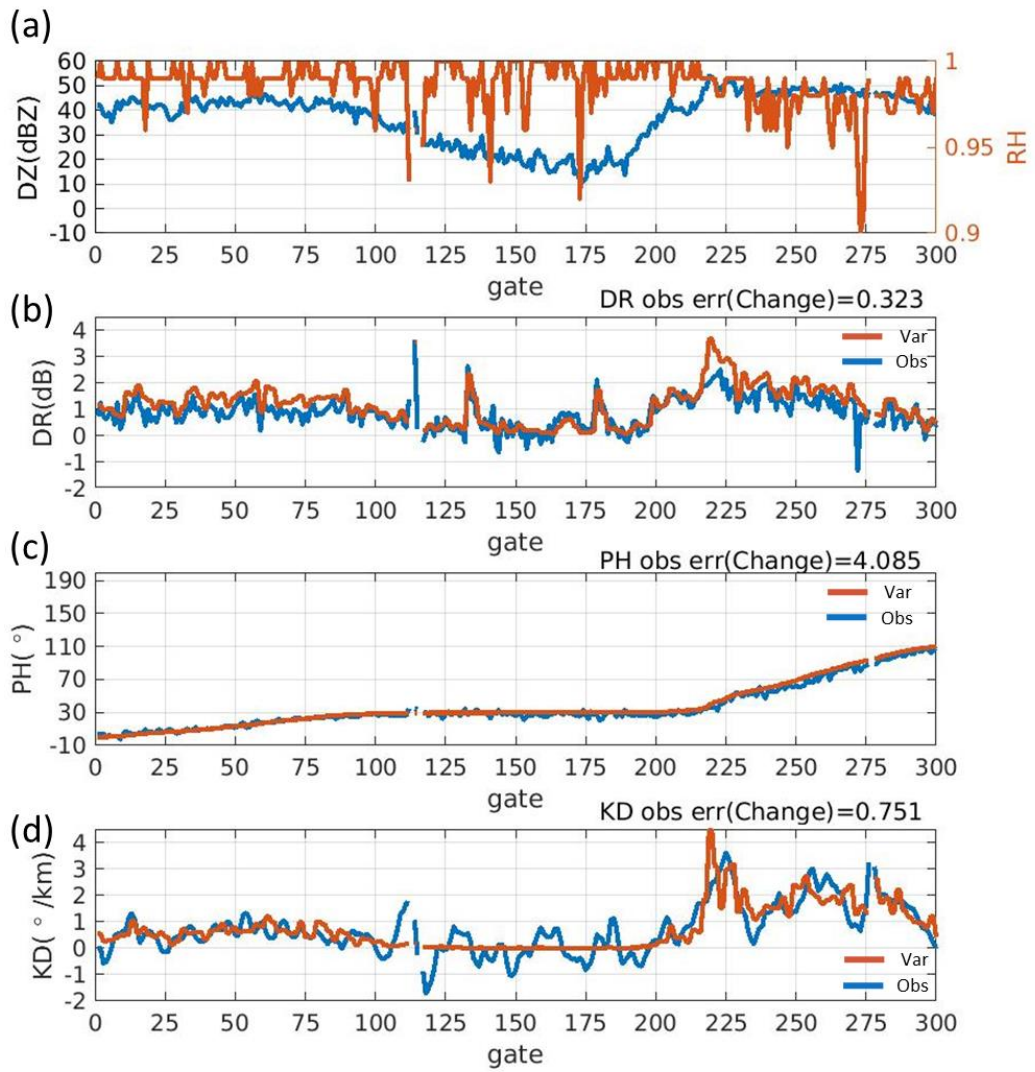 (a)
60
50
40
30
20
10
0
-10
DZ(dBZ)
1
0.95
0.9
RH
0 25 50 75 100 125 150 175 200 225 250 275 300
gate
(b)
DR obs err(Change)=0.323
4
3
2
1
0
-1
-2
DR(dB)
Var
Obs
0 25 50 75 100 125 150 175 200 225 250 275 300
gate
(c)
PH obs err(Change)=4.085
190
150
110
70
30
-10
PH( °)
Var
Obs
0 25 50 75 100 125 150 175 200 225 250 275 300
gate
(d)
KD obs err(Change)=0.751
4
3
2
1
0
-1
-2
KD( ° /km)
Var
Obs
0 25 50 75 100 125 150 175 200 225 250 275 300
gate